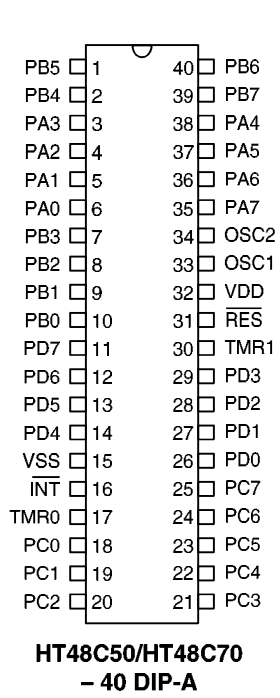 PB5 1 40 PB6
PB4 2 39 PB7
PA3 3 38 PA4
PA2 4 37 PA5
PA1 5 36 PA6
PA0 6 35 PA7
PB3 7 34 OSC2
PB2 8 33 OSC1
PB1 9 32 VDD
PB0 10 31 R̅E̅S̅
PD7 11 30 TMR1
PD6 12 29 PD3
PD5 13 28 PD2
PD4 14 27 PD1
VSS 15 26 PD0
I̅N̅T̅ 16 25 PC7
TMR0 17 24 PC6
PC0 18 23 PC5
PC1 19 22 PC4
PC2 20 21 PC3
HT48C50/HT48C70
– 40 DIP-A